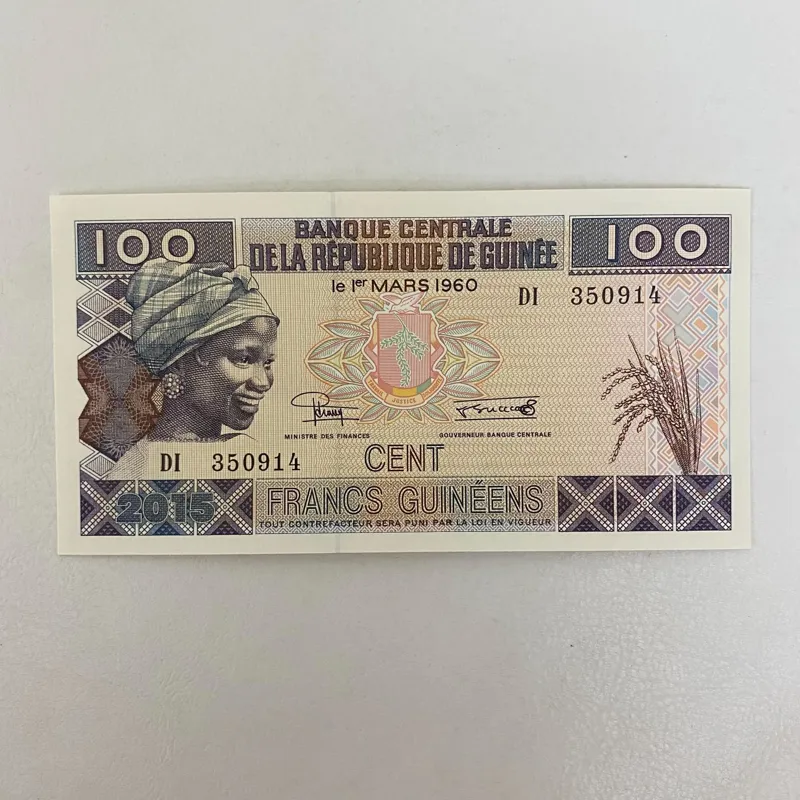 100
100
BANQUE CENTRALE
DE LA RÉPUBLIQUE DE GUINÉE
le 1er MARS 1960
DI 350914
JUSTICE
MINISTRE DES FINANCES
GOUVERNEUR BANQUE CENTRALE
DI 350914
CENT
2015
FRANCS GUINÉENS
TOUT CONTREFACTEUR SERA PUNI PAR LA LOI EN VIGUEUR